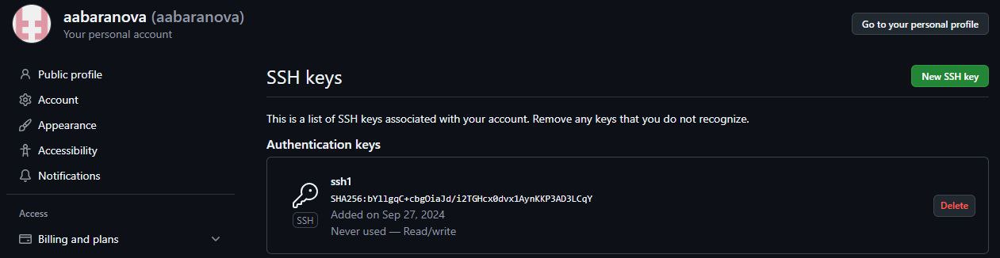 aabaranova (aabaranova)
Your personal account
Go to your personal profile
Public profile
Account
Appearance
Accessibility
Notifications
Access
Billing and plans
SSH keys
New SSH key
This is a list of SSH keys associated with your account. Remove any keys that you do not recognize.
Authentication keys
ssh1
SHA256:bYllgqC+cbgOiaJd/i2TGHcx0dvx1AynKKP3AD3LCqY
Added on Sep 27, 2024
Never used — Read/write
SSH
Delete